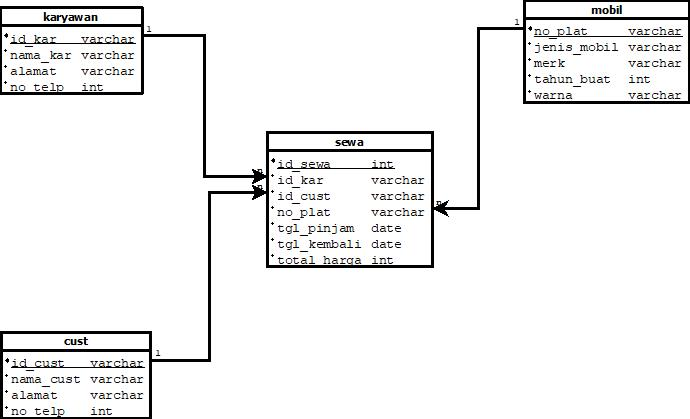 karyawan
id_kar varchar
nama_kar varchar
alamat varchar
no_telp int
1
mobil
no_plat varchar
jenis_mobil varchar
merk varchar
tahun_buat int
warna varchar
1
sewa
id_sewa int
id_kar varchar
id_cust varchar
no_plat varchar
tgl_pinjam date
tgl_kembali date
total_harga int
n
n
n
cust
id_cust varchar
nama_cust varchar
alamat varchar
no_telp int
1